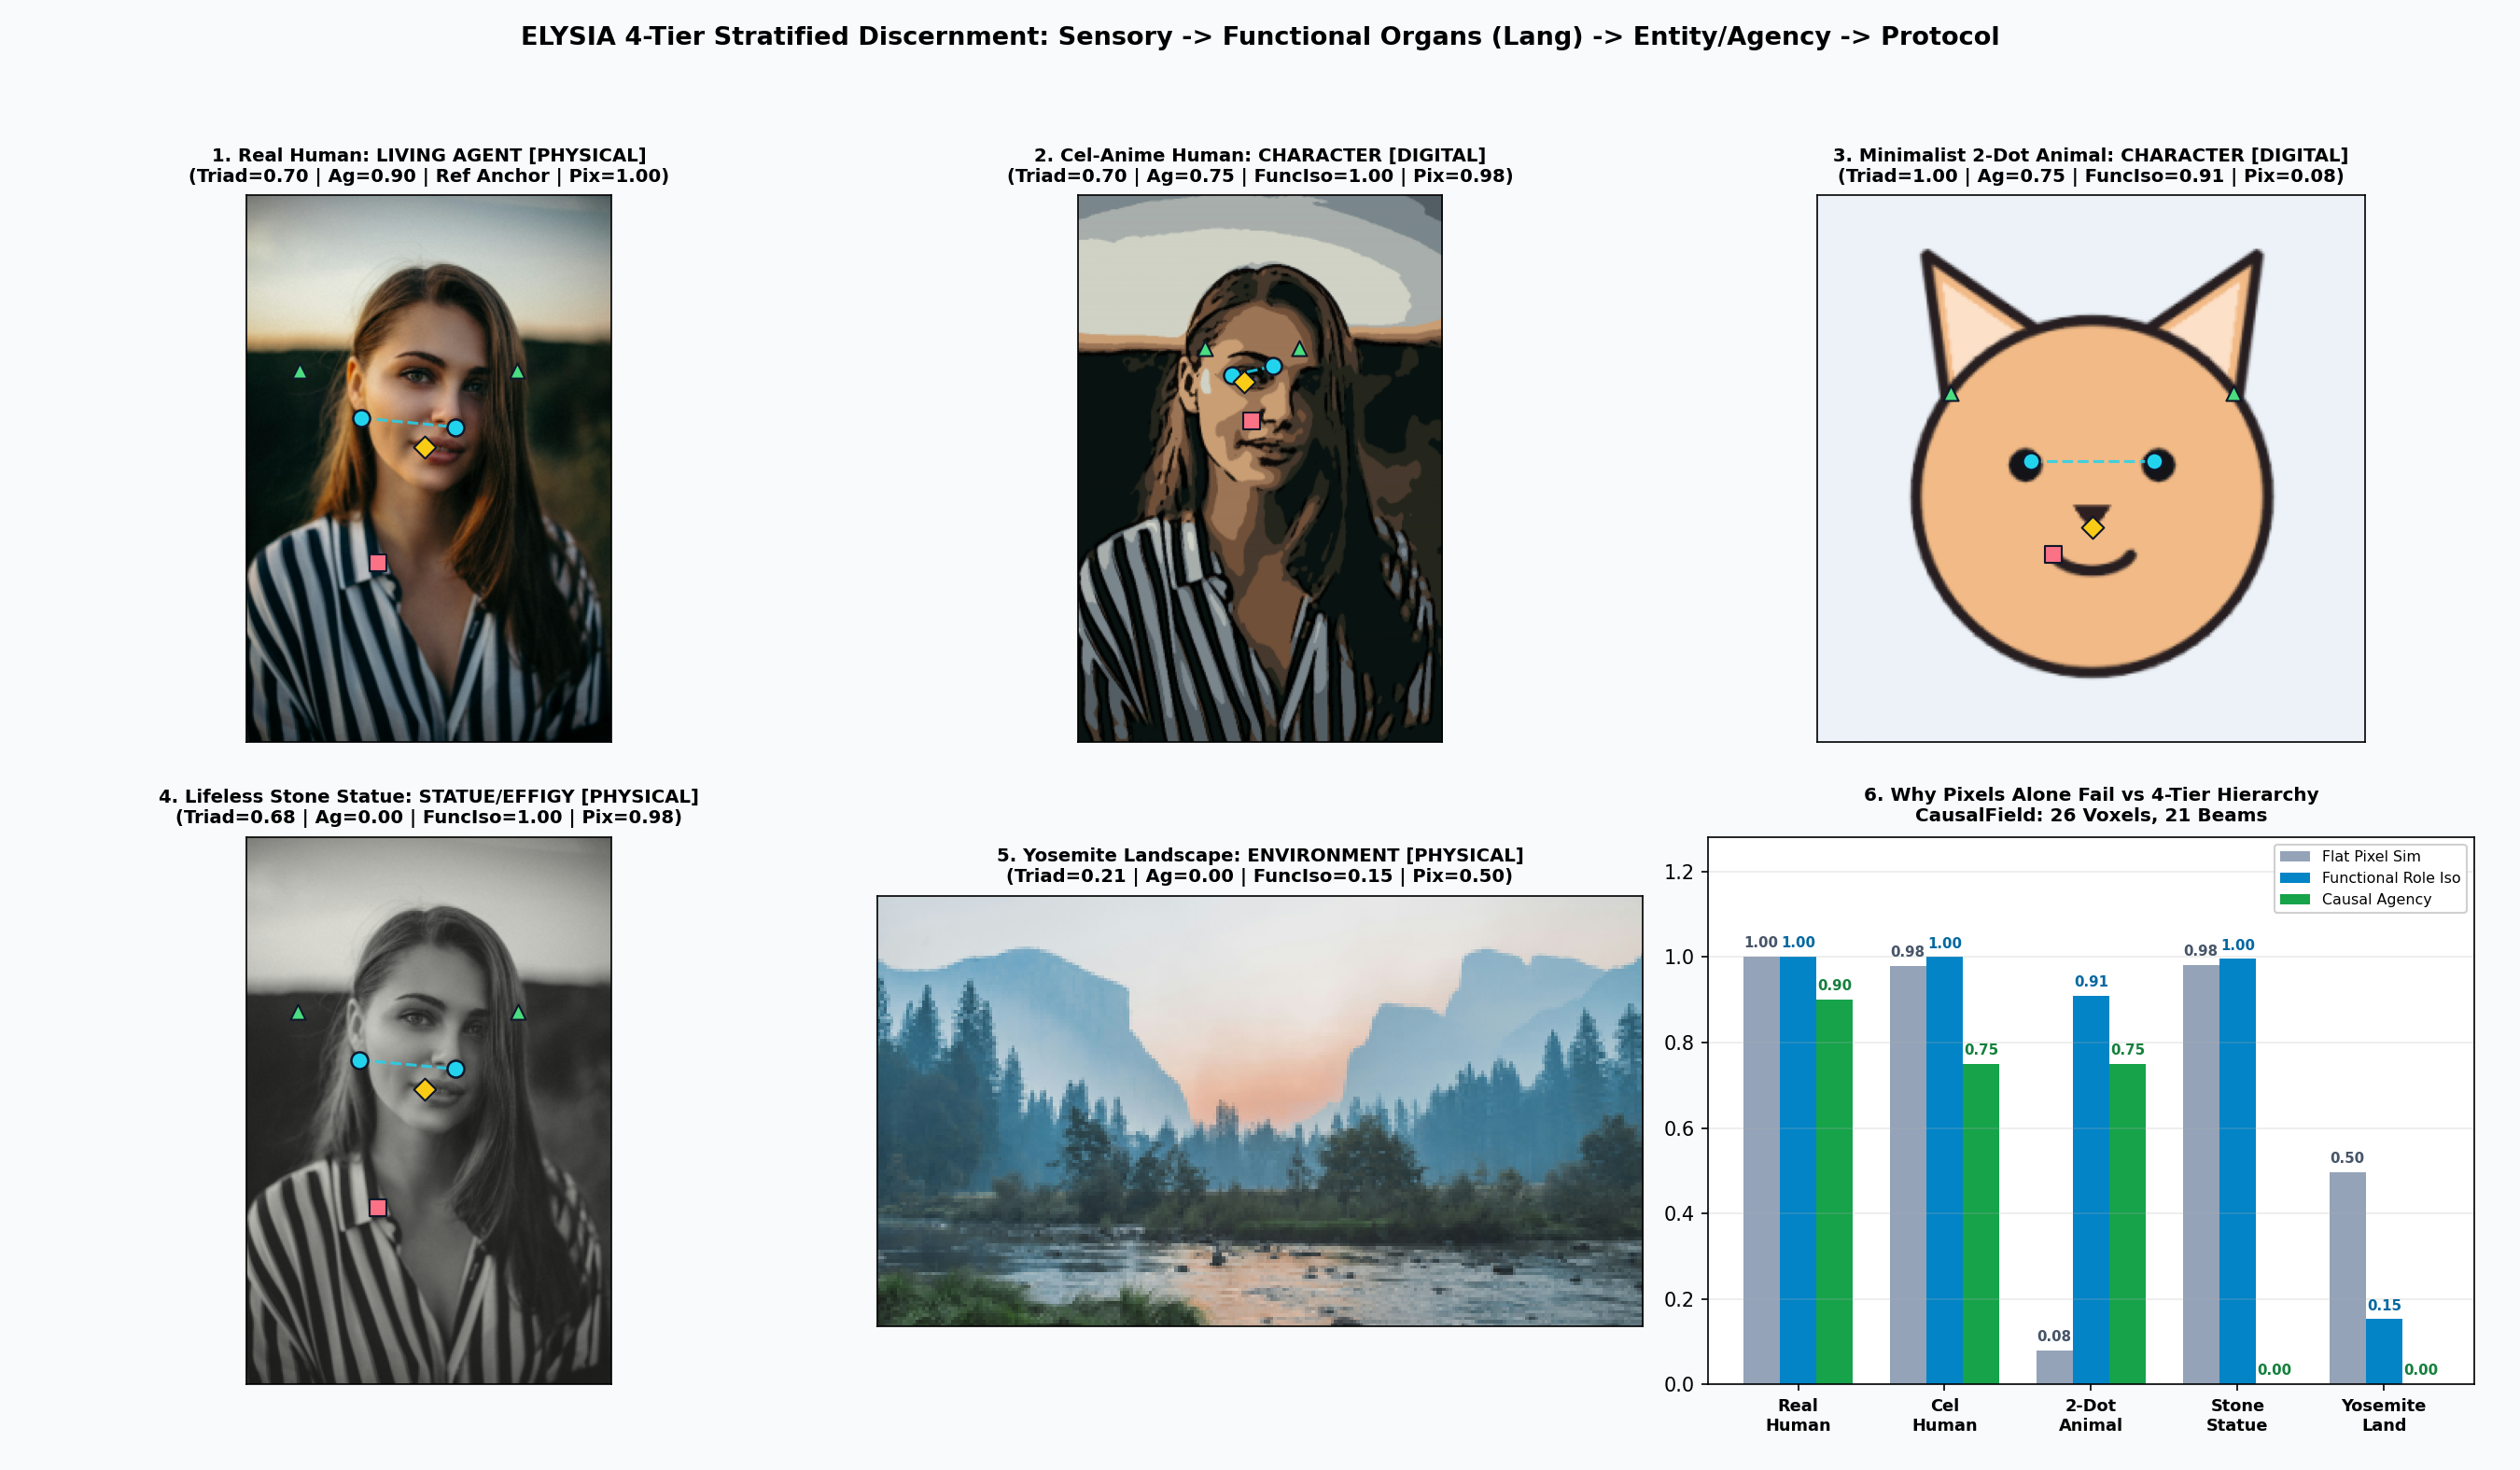 ELYSIA 4-Tier Stratified Discernment: Sensory -> Functional Organs (Lang) -> Entity/Agency -> Protocol
1. Real Human: LIVING AGENT [PHYSICAL]
(Triad=0.70 | Ag=0.90 | Ref Anchor | Pix=1.00)
2. Cel-Anime Human: CHARACTER [DIGITAL]
(Triad=0.70 | Ag=0.75 | FuncIso=1.00 | Pix=0.98)
3. Minimalist 2-Dot Animal: CHARACTER [DIGITAL]
(Triad=1.00 | Ag=0.75 | FuncIso=0.91 | Pix=0.08)
4. Lifeless Stone Statue: STATUE/EFFIGY [PHYSICAL]
(Triad=0.68 | Ag=0.00 | FuncIso=1.00 | Pix=0.98)
5. Yosemite Landscape: ENVIRONMENT [PHYSICAL]
(Triad=0.21 | Ag=0.00 | FuncIso=0.15 | Pix=0.50)
6. Why Pixels Alone Fail vs 4-Tier Hierarchy
CausalField: 26 Voxels, 21 Beams
Flat Pixel Sim
Functional Role Iso
Causal Agency
1.2
1.0
0.8
0.6
0.4
0.2
0.0
1.00 1.00 0.90
0.98 1.00 0.75
0.08 0.91 0.75
0.98 1.00 0.00
0.50 0.15 0.00
Real
Human
Cel
Human
2-Dot
Animal
Stone
Statue
Yosemite
Land